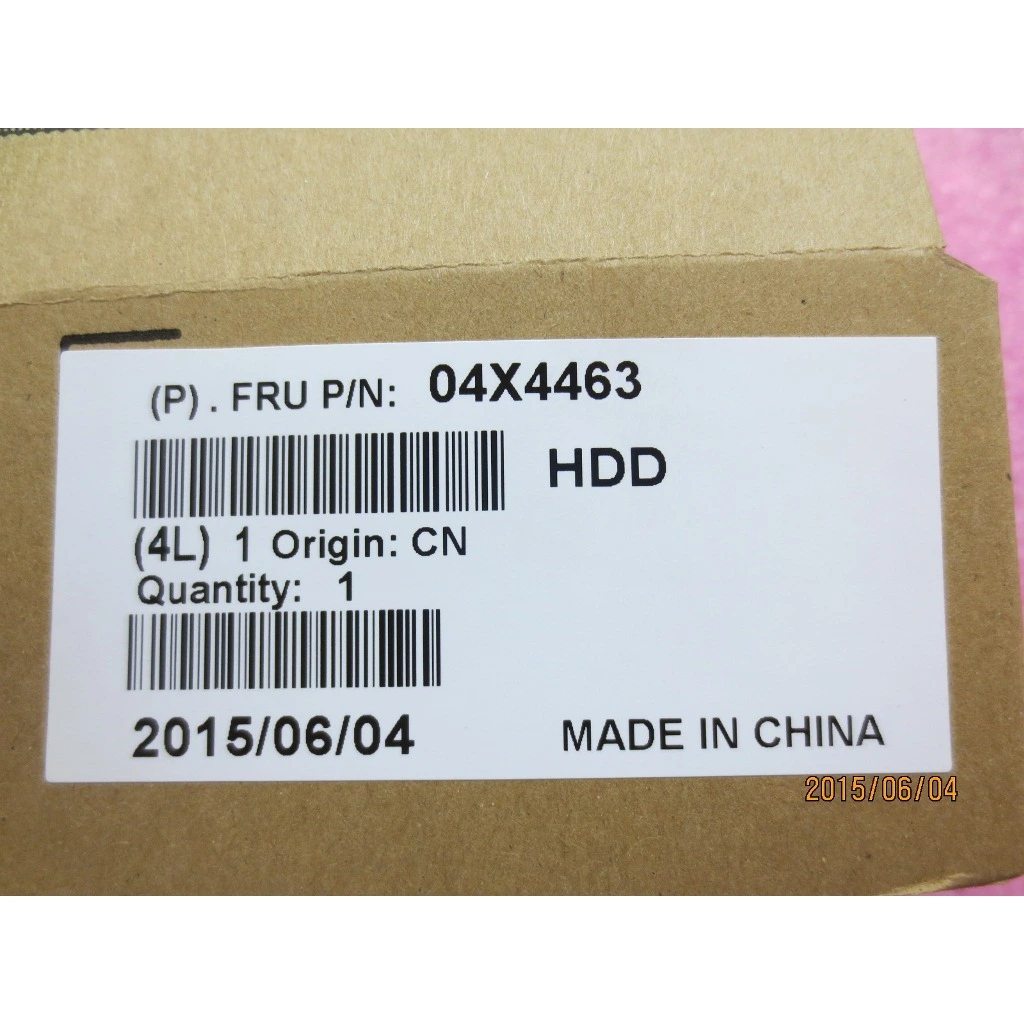 (P) . FRU P/N: 04X4463
HDD
(4L) 1 Origin: CN
Quantity: 1
2015/06/04
MADE IN CHINA
2015/06/04